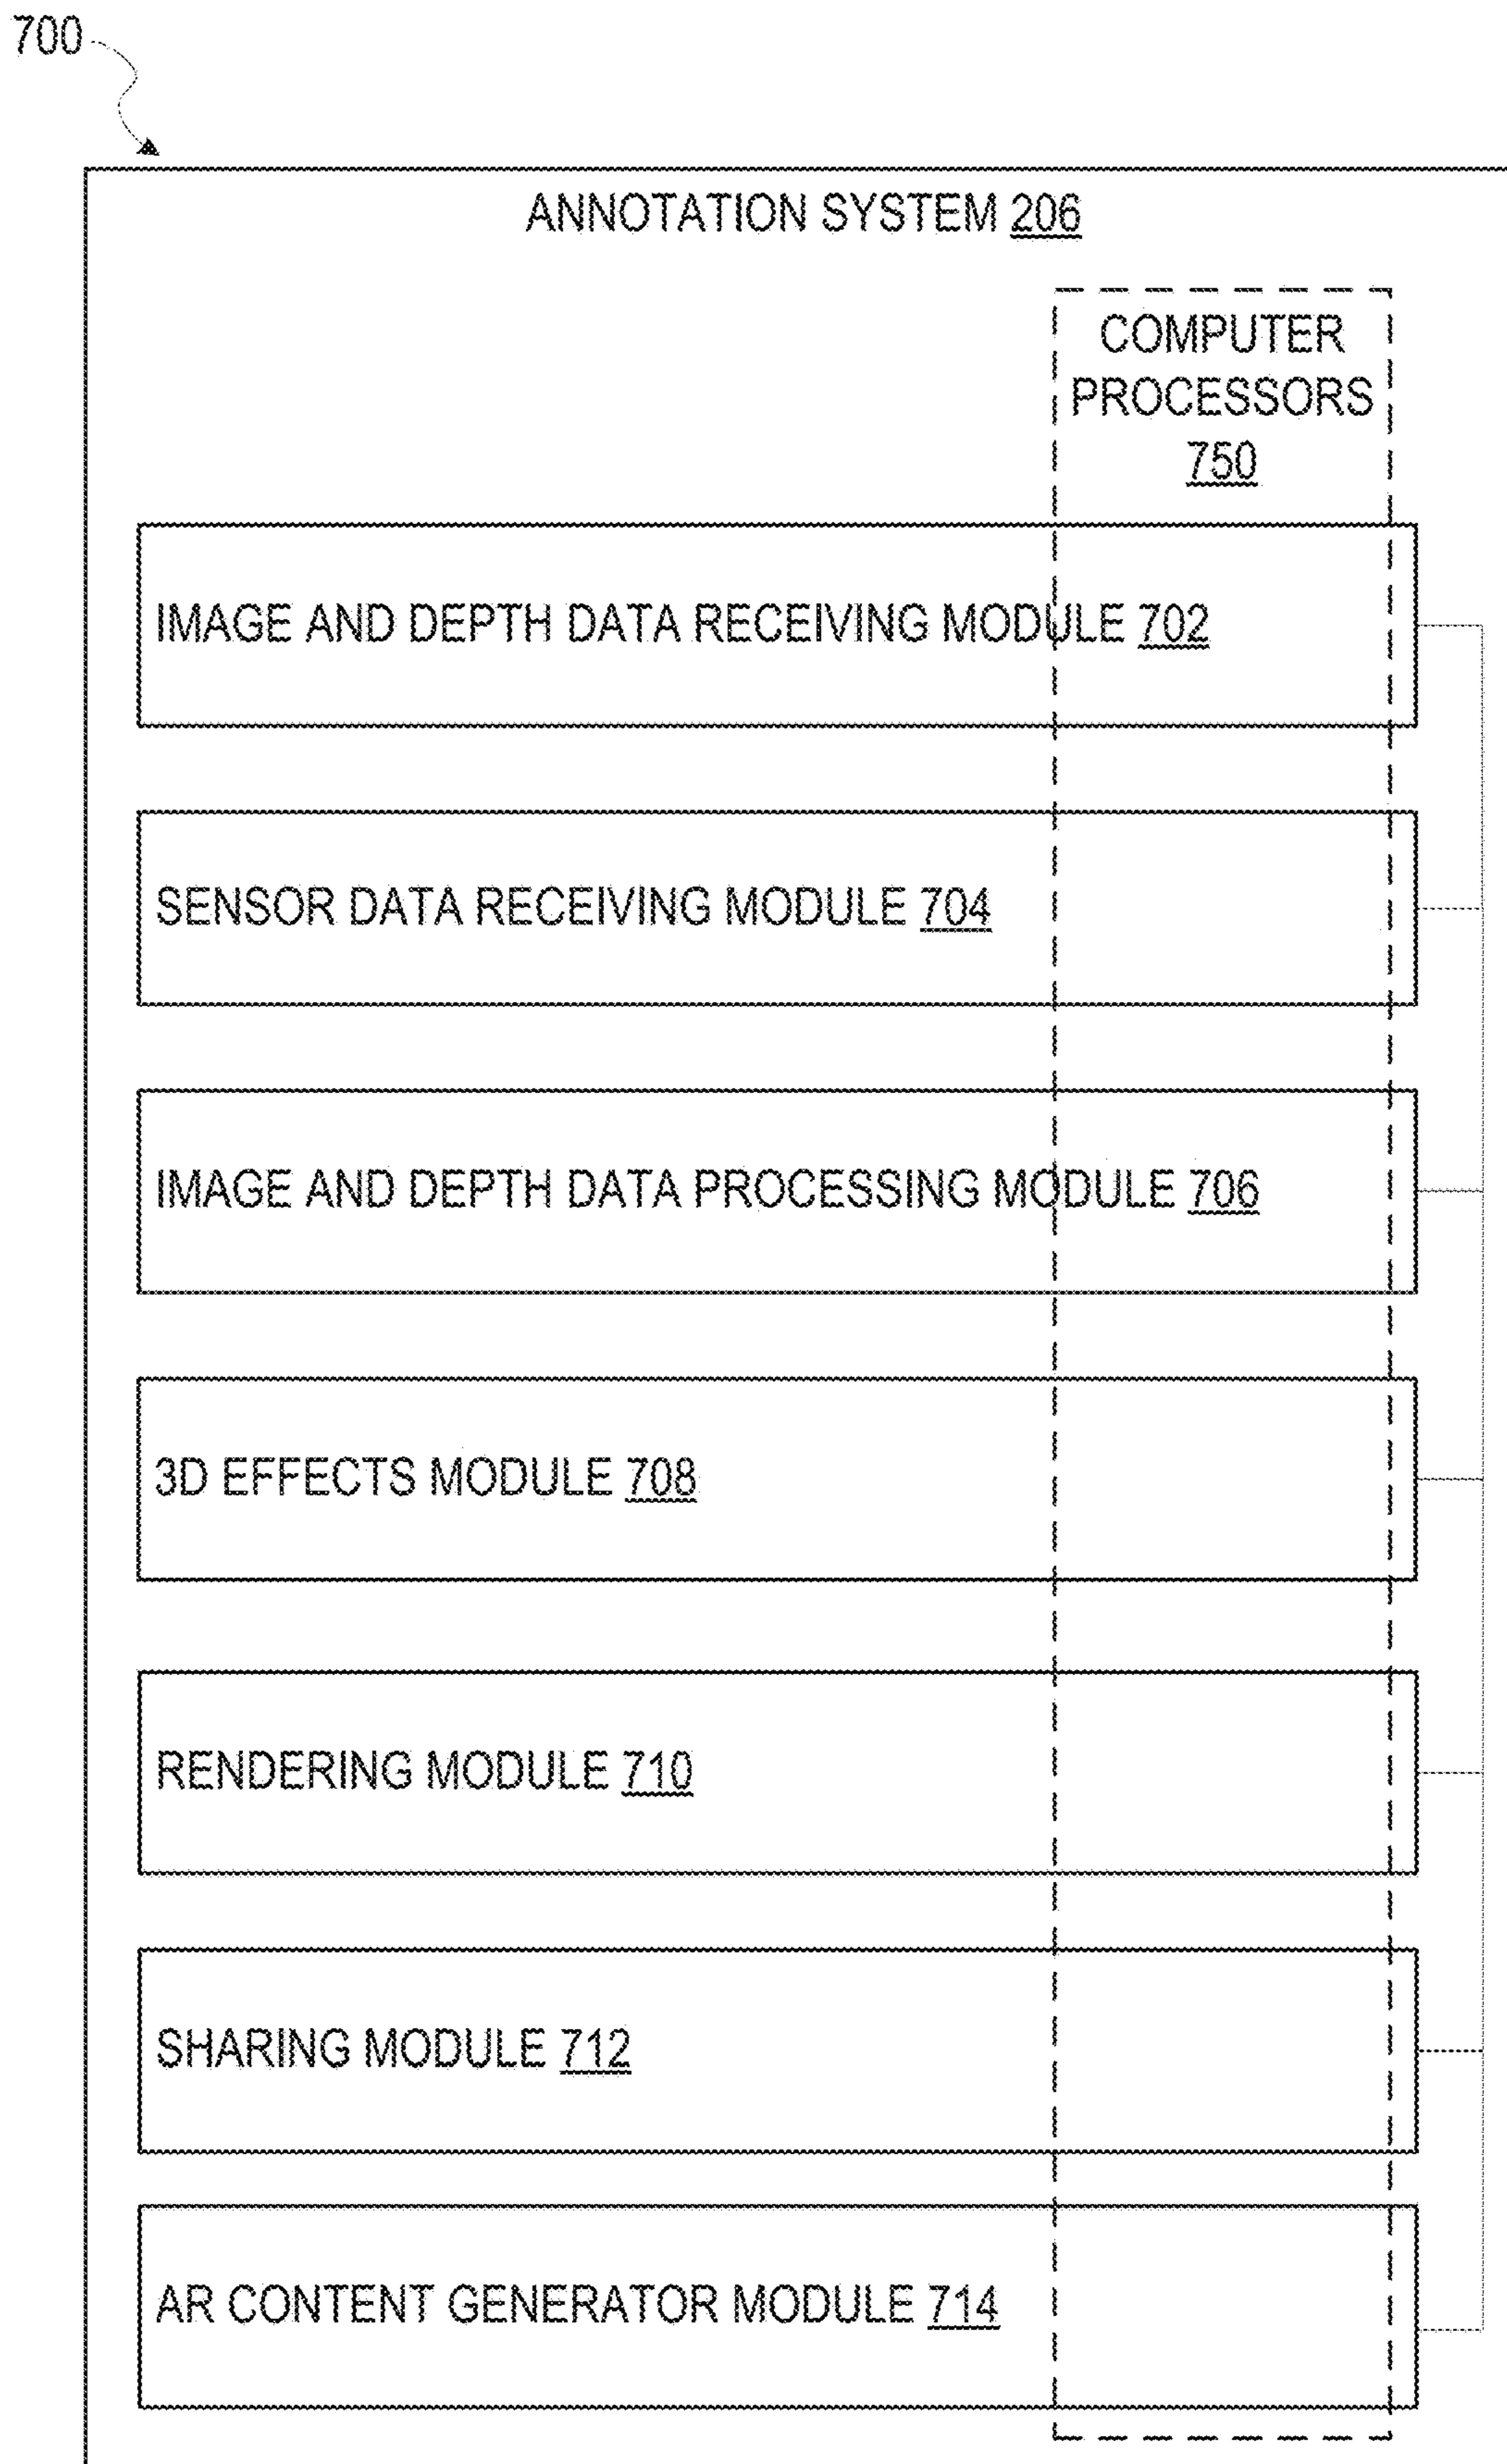 700
ANNOTATION SYSTEM 206
COMPUTER
PROCESSORS
750
IMAGE AND DEPTH DATA RECEIVING MODULE 702
SENSOR DATA RECEIVING MODULE 704
IMAGE AND DEPTH DATA PROCESSING MODULE 706
3D EFFECTS MODULE 708
RENDERING MODULE 710
SHARING MODULE 712
AR CONTENT GENERATOR MODULE 714